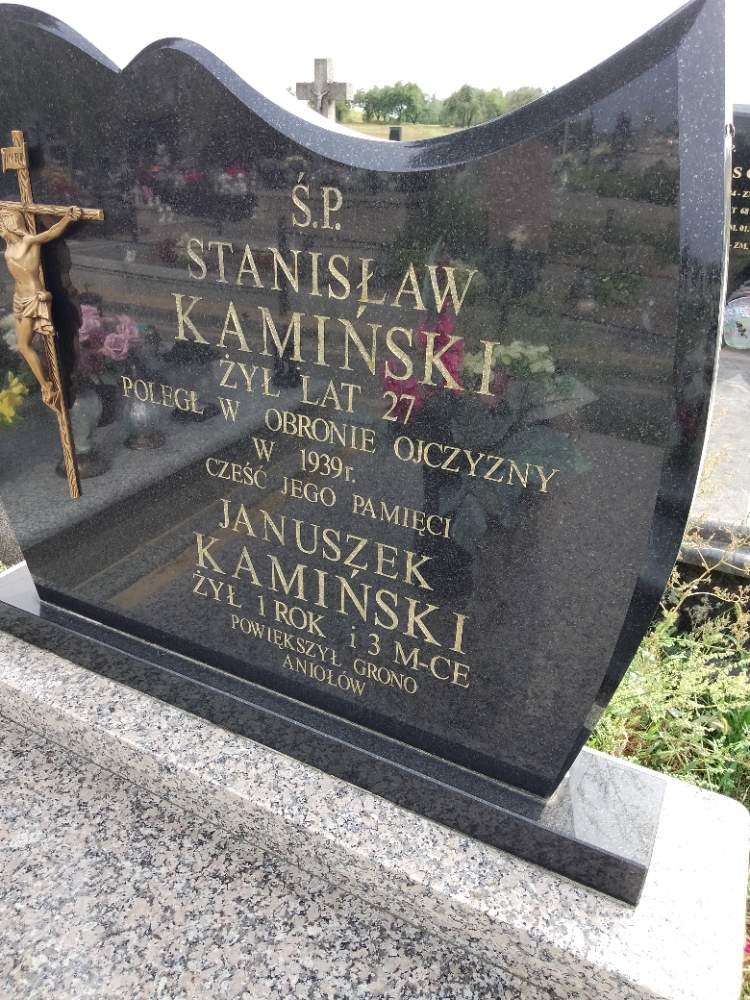 INRI
Ś.P.
STANISŁAW
KAMIŃSKI
ŻYŁ LAT 27
POLEGŁ W OBRONIE OJCZYZNY
W 1939r.
CZEŚĆ JEGO PAMIĘCI
JANUSZEK
KAMIŃSKI
ŻYŁ 1 ROK i 3 M-CE
POWIĘKSZYŁ GRONO
ANIOŁÓW